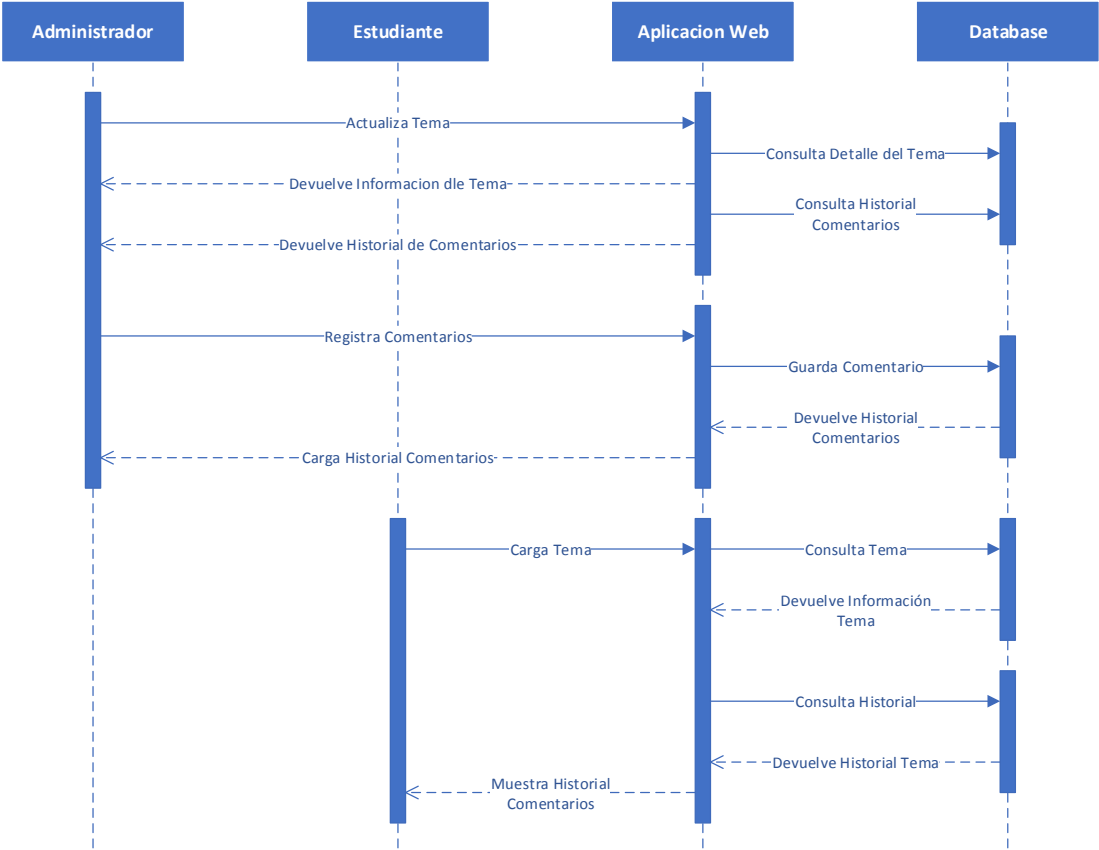 Administrador
Estudiante
Aplicacion Web
Database
Actualiza Tema
Consulta Detalle del Tema
Devuelve Informacion dle Tema
Consulta Historial
Comentarios
Devuelve Historial de Comentarios
Registra Comentarios
Guarda Comentario
Devuelve Historial
Comentarios
Carga Historial Comentarios
Carga Tema
Consulta Tema
Devuelve Información
Tema
Consulta Historial
Devuelve Historial Tema
Muestra Historial
Comentarios